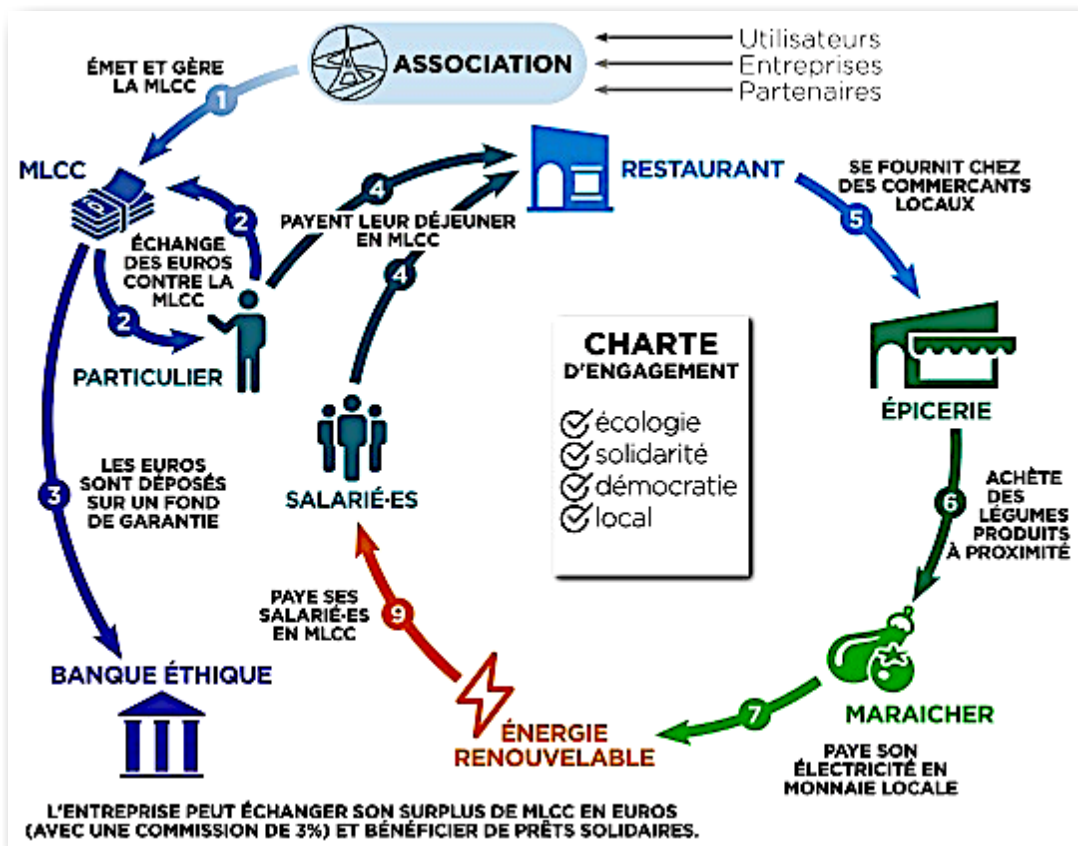 ASSOCIATION
Utilisateurs
Entreprises
Partenaires
ÉMET ET GÈRE
LA MLCC
1
MLCC
2
ÉCHANGE
DES EUROS
CONTRE LA
MLCC
2
PARTICULIER
4
PAYENT LEUR DÉJEUNER
EN MLCC
4
RESTAURANT
SE FOURNIT CHEZ
DES COMMERCANTS
LOCAUX
5
ÉPICERIE
CHARTE
D'ENGAGEMENT
écologie
solidarité
démocratie
local
SALARIÉ·ES
3
LES EUROS
SONT DÉPOSÉS
SUR UN FOND
DE GARANTIE
6
ACHÈTE
DES
LÉGUMES
PRODUITS
À PROXIMITÉ
PAYE SES
SALARIÉ·ES
EN MLCC
9
BANQUE ÉTHIQUE
ÉNERGIE
RENOUVELABLE
7
MARAICHER
PAYE SON
ÉLECTRICITÉ EN
MONNAIE LOCALE
L'ENTREPRISE PEUT ÉCHANGER SON SURPLUS DE MLCC EN EUROS
(AVEC UNE COMMISSION DE 3%) ET BÉNÉFICIER DE PRÊTS SOLIDAIRES.